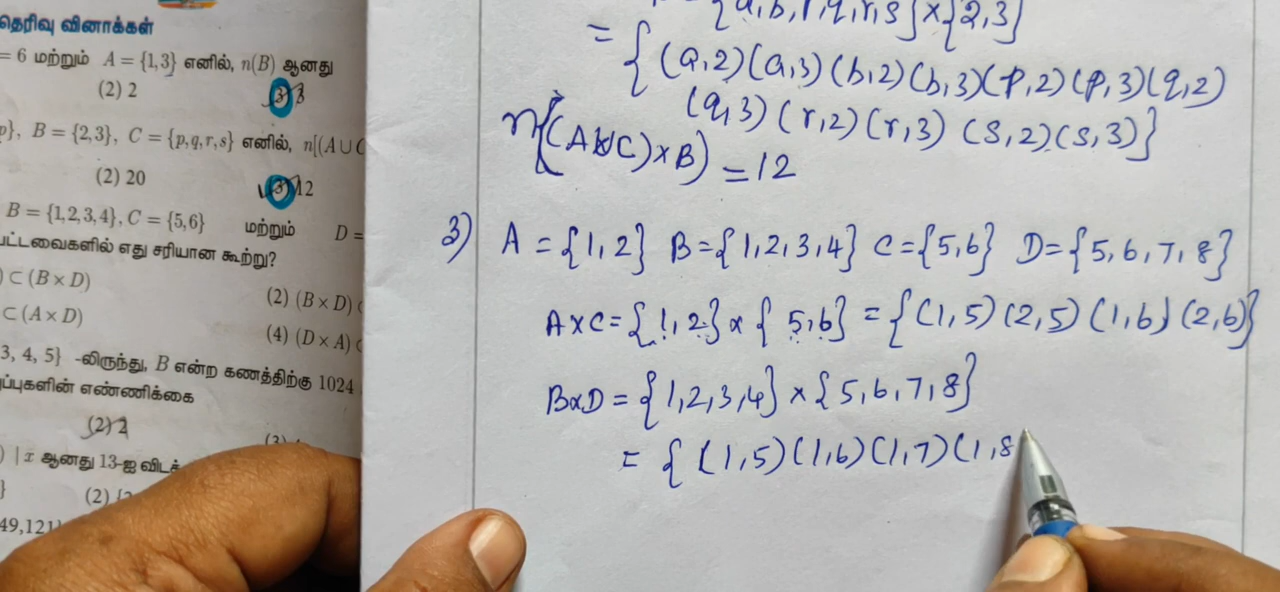 தெரிவு வினாக்கள்
= 6 மற்றும் A = {1,3} எனில், n(B) ஆனது
(2) 2 (3) 3
p}, B = {2,3}, C = {p,q,r,s} எனில், n[(A∪C
(2) 20 (3) 12
B = {1,2,3,4}, C = {5,6} மற்றும் D =
எது சரியான கூற்று?
) ⊂ (B × D)
(2) (B × D)
⊂ (A × D)
(4) (D × A)
3, 4, 5} -லிருந்து, B என்ற கணத்திற்கு 1024
எண்ணிக்கை
(2) 2
) | x ஆனது 13-ஐ
}
(2)
49,121}
= {a,b,p,q,r,s} × {2,3}
= { (a,2) (a,3) (b,2) (b,3) (p,2) (p,3) (q,2)
(q,3) (r,2) (r,3) (s,2) (s,3) }
n[(A∪C) × B] = 12
3) A = {1,2} B = {1,2,3,4} C = {5,6} D = {5,6,7,8}
A×C = {1,2} × {5,6} = { (1,5) (2,5) (1,6) (2,6) }
B×D = {1,2,3,4} × {5,6,7,8}
= { (1,5) (1,6) (1,7) (1,8